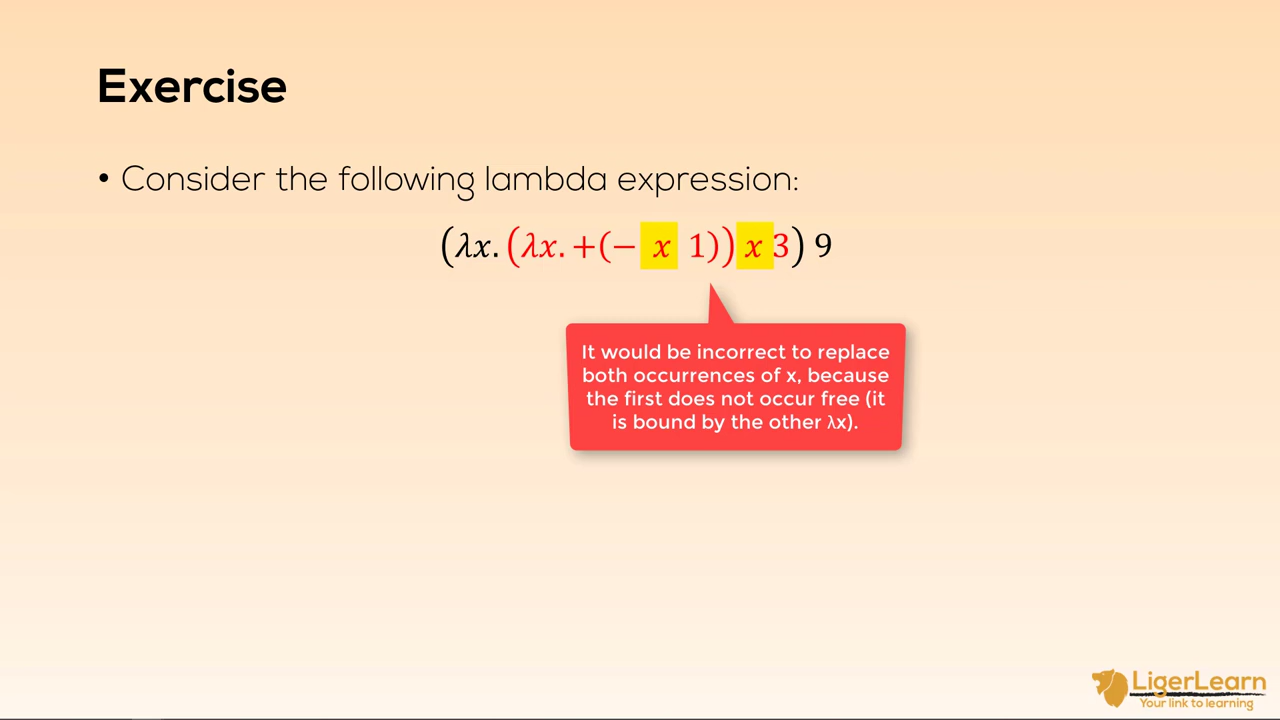 Exercise
• Consider the following lambda expression:
(λx.(λx.+(− x 1)) x 3) 9
It would be incorrect to replace
both occurrences of x, because
the first does not occur free (it
is bound by the other λx).
LigerLearn
Your link to learning